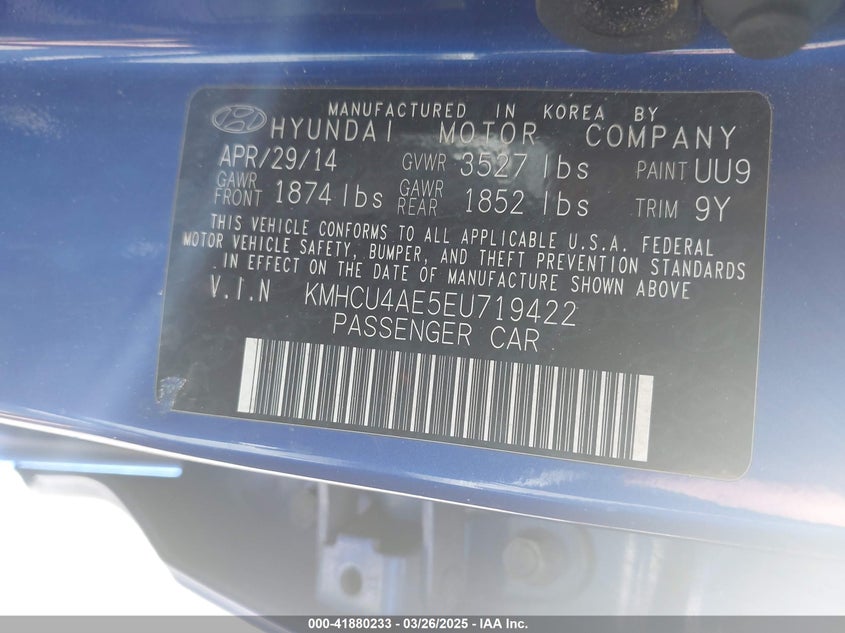 MANUFACTURED IN KOREA BY
HYUNDAI MOTOR COMPANY
APR/29/14 GVWR 3527 lbs PAINT UU9
GAWR FRONT 1874 lbs GAWR REAR 1852 lbs TRIM 9Y
THIS VEHICLE CONFORMS TO ALL APPLICABLE U.S.A. FEDERAL
MOTOR VEHICLE SAFETY, BUMPER, AND THEFT PREVENTION STANDARDS
IN EFFECT ON THE DATE OF MANUFACTURE SHOWN ABOVE
V.I.N KMHCU4AE5EU719422
PASSENGER CAR
000-41880233 - 03/26/2025 - IAA Inc.